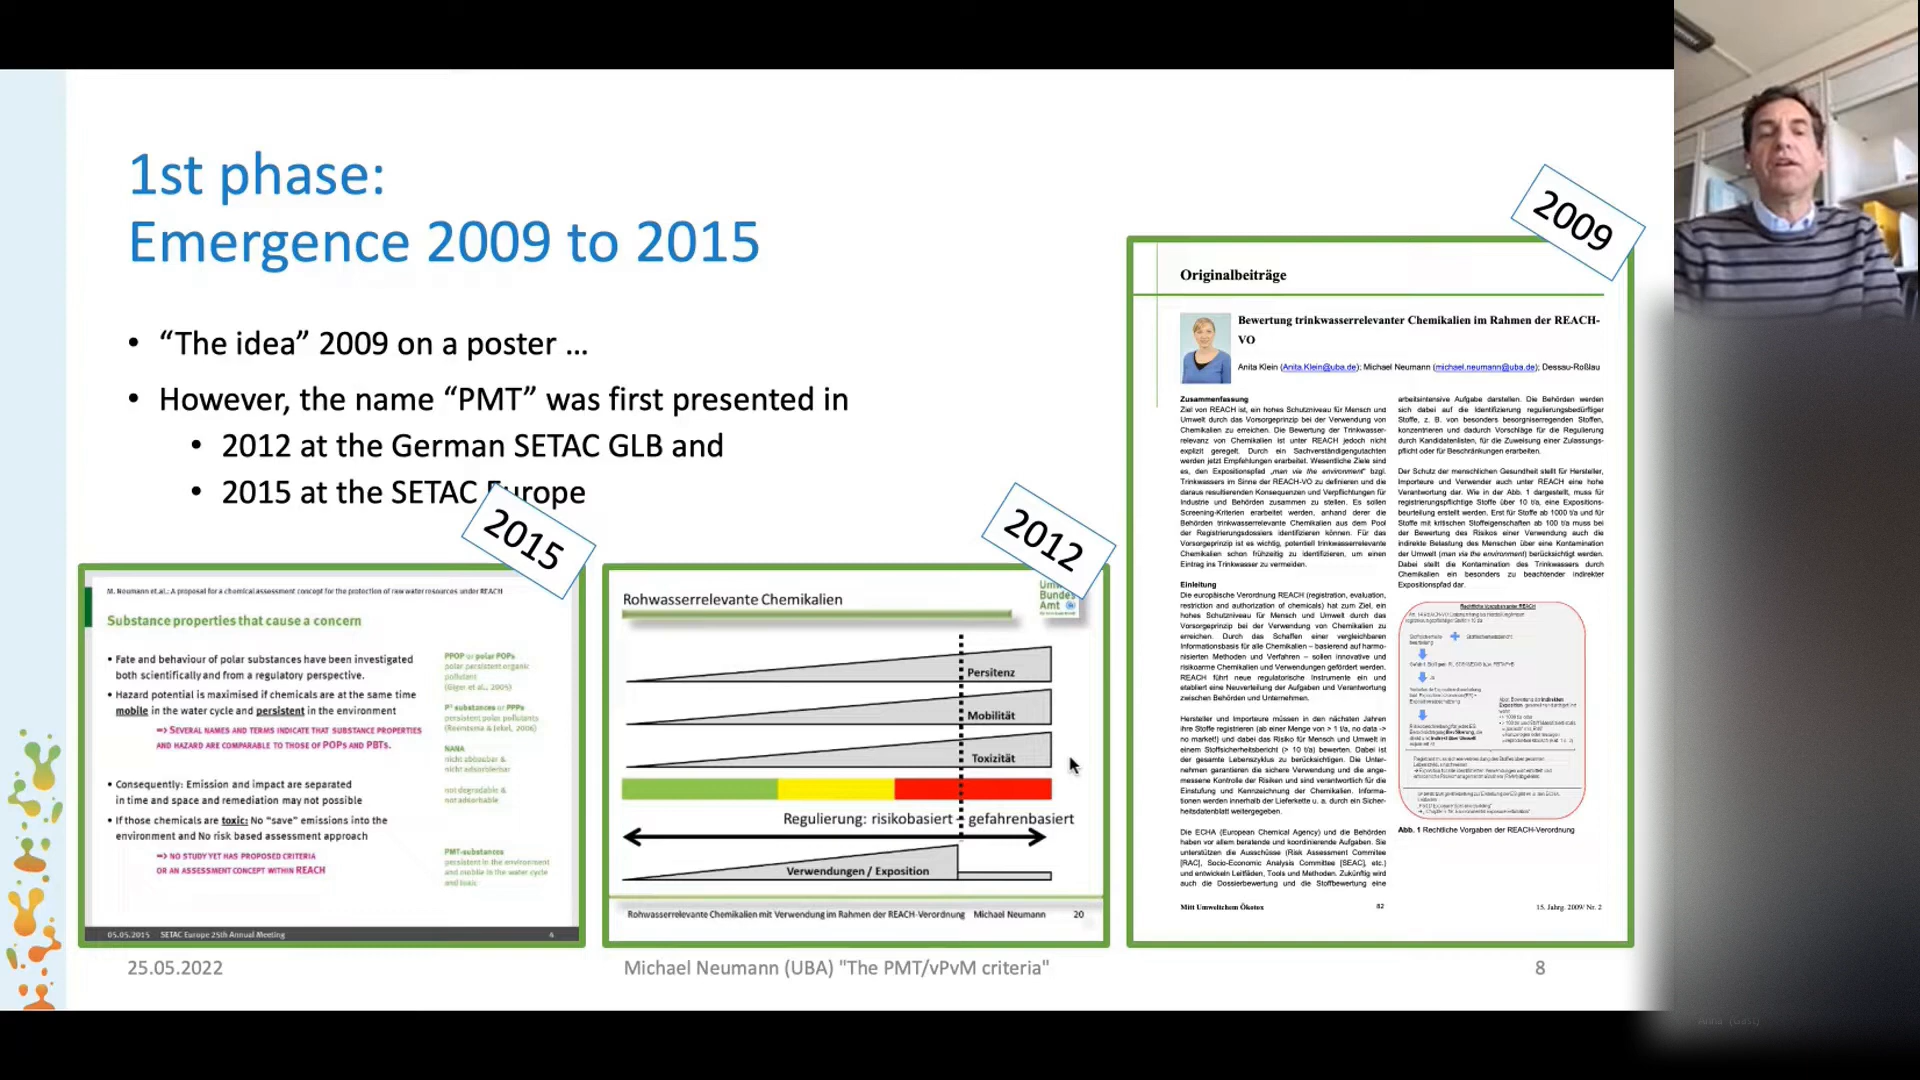 1st phase:
Emergence 2009 to 2015
• “The idea” 2009 on a poster ...
• However, the name “PMT” was first presented in
• 2012 at the German SETAC GLB and
• 2015 at the SETAC Europe
2015
M. Neumann et al.: A proposal for a chemical assessment concept for the protection of raw water resources under REACH
Substance properties that cause a concern
• Fate and behaviour of polar substances have been investigated
both scientifically and from a regulatory perspective.
• Hazard potential is maximised if chemicals are at the same time
mobile in the water cycle and persistent in the environment
=> SEVERAL NAMES AND TERMS INDICATE THAT SUBSTANCE PROPERTIES
AND HAZARD ARE COMPARABLE TO THOSE OF POPS AND PBTS.
• Consequently: Emission and impact are separated
in time and space and remediation may not possible
• If those chemicals are toxic: No “save” emissions into the
environment and No risk based assessment approach
=> NO STUDY YET HAS PROPOSED CRITERIA
OR AN ASSESSMENT CONCEPT WITHIN REACH
PPOP or polar POPs
polar persistent organic
pollutant
(Giger et al., 2005)
P³ substances or PPPs
persistent polar pollutants
(Reemtsma & Jekel, 2006)
NANA
nicht abbaubar &
nicht adsorbierbar
not degradable &
not adsorbable
PMT-substances
persistent in the environment
and mobile in the water cycle
and toxic
05.05.2015 SETAC Europe 25th Annual Meeting 4
2012
Rohwasserrelevante Chemikalien
Umwelt
Bundes
Amt
Persitenz
Mobilität
Toxizität
Regulierung: risikobasiert - gefahrenbasiert
Verwendungen / Exposition
Rohwasserrelevante Chemikalien mit Verwendung im Rahmen der REACH-Verordnung Michael Neumann 20
2009
Originalbeiträge
Bewertung trinkwasserrelevanter Chemikalien im Rahmen der REACH-
VO
Anita Klein (Anita.Klein@uba.de); Michael Neumann (michael.neumann@uba.de); Dessau-Roßlau
Zusammenfassung
Ziel von REACH ist, ein hohes Schutzniveau für Mensch und
Umwelt durch das Vorsorgeprinzip bei der Verwendung von
Chemikalien zu erreichen. Die Bewertung der Trinkwasser-
relevanz von Chemikalien ist unter REACH jedoch nicht
explizit geregelt. Durch ein Sachverständigengutachten
werden jetzt Empfehlungen erarbeitet. Wesentliche Ziele sind
es, den Expositionspfad „man via the environment“ bzgl.
Trinkwassers im Sinne der REACH-VO zu definieren und die
daraus resultierenden Konsequenzen und Verpflichtungen für
Industrie und Behörden zusammen zu stellen. Es sollen
Screening-Kriterien erarbeitet werden, anhand derer die
Behörden trinkwasserrelevante Chemikalien aus dem Pool
der Registrierungsdossiers identifizieren können. Für das
Vorsorgeprinzip ist es wichtig, potentiell trinkwasserrelevante
Chemikalien schon frühzeitig zu identifizieren, um einen
Eintrag ins Trinkwasser zu vermeiden.
Einleitung
Die europäische Verordnung REACH (registration, evaluation,
restriction and authorization of chemicals) hat zum Ziel, ein
hohes Schutzniveau für Mensch und Umwelt durch das
Vorsorgeprinzip bei der Verwendung von Chemikalien zu
erreichen. Durch das Schaffen einer vergleichbaren
Informationsbasis für alle Chemikalien – basierend auf harmo-
nisierten Methoden und Verfahren – sollen innovative und
risikoarme Chemikalien und Verwendungen gefördert werden.
REACH führt neue regulatorische Instrumente ein und
etabliert eine Neuverteilung der Aufgaben und Verantwortung
zwischen Behörden und Unternehmen.
Hersteller und Importeure müssen in den nächsten Jahren
ihre Stoffe registrieren (ab einer Menge von > 1 t/a, no data ->
no market!) und dabei das Risiko für Mensch und Umwelt in
einem Stoffsicherheitsbericht (> 10 t/a) bewerten. Dabei ist
der gesamte Lebenszyklus zu berücksichtigen. Die Unter-
nehmen garantieren die sichere Verwendung und die ange-
messene Kontrolle der Risiken und sind verantwortlich für die
Einstufung und Kennzeichnung der Chemikalien. Informa-
tionen werden innerhalb der Lieferkette u. a. durch ein Sicher-
heitsdatenblatt weitergegeben.
Die ECHA (European Chemical Agency) und die Behörden
haben vor allem beratende und koordinierende Aufgaben. Sie
unterstützen die Ausschüsse (Risk Assessment Commitee
[RAC], Socio-Economic Analysis Committee [SEAC], etc.)
und entwickeln Leitfäden, Tools und Methoden. Zukünftig wird
auch die Dossierbewertung und die Stoffbewertung eine
arbeitsintensive Aufgabe darstellen. Die Behörden werden
sich dabei auf die Identifizierung regulierungsbedürftiger
Stoffe, z. B. von besonders besorgniserregenden Stoffen,
konzentrieren und dadurch Vorschläge für die Regulierung
durch Kandidatenlisten, für die Zuweisung einer Zulassungs-
pflicht oder für Beschränkungen erarbeiten.
Der Schutz der menschlichen Gesundheit stellt für Hersteller,
Importeure und Verwender auch unter REACH eine hohe
Verantwortung dar. Wie in der Abb. 1 dargestellt, muss für
registrierungspflichtige Stoffe über 10 t/a, eine Expositions-
beurteilung erstellt werden. Erst für Stoffe ab 1000 t/a und für
Stoffe mit kritischen Stoffeigenschaften ab 100 t/a muss bei
der Bewertung des Risikos einer Verwendung auch die
indirekte Belastung des Menschen über eine Kontamination
der Umwelt (man via the environment) berücksichtigt werden.
Dabei stellt die Kontamination des Trinkwassers durch
Chemikalien ein besonders zu beachtender indirekter
Expositionspfad dar.
Rechtliche Vorgaben unter REACH
Abb. 1 Rechtliche Vorgaben der REACH-Verordnung
Mitt Umweltchem Ökotox 82 15. Jahrg. 2009/ Nr. 2
25.05.2022 Michael Neumann (UBA) "The PMT/vPvM criteria" 8